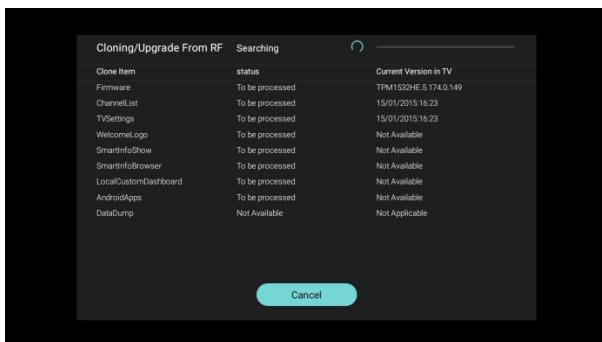 Cloning/Upgrade From RF Searching
Clone Item status Current Version in TV
Firmware To be processed TPM1532HE.5.174.0.149
ChannelList To be processed 15/01/2015:16:23
TVSettings To be processed 15/01/2015:16:23
WelcomeLogo To be processed Not Available
SmartInfoShow To be processed Not Available
SmartInfoBrowser To be processed Not Available
LocalCustomDashboard To be processed Not Available
AndroidApps To be processed Not Available
DataDump Not Available Not Applicable
Cancel